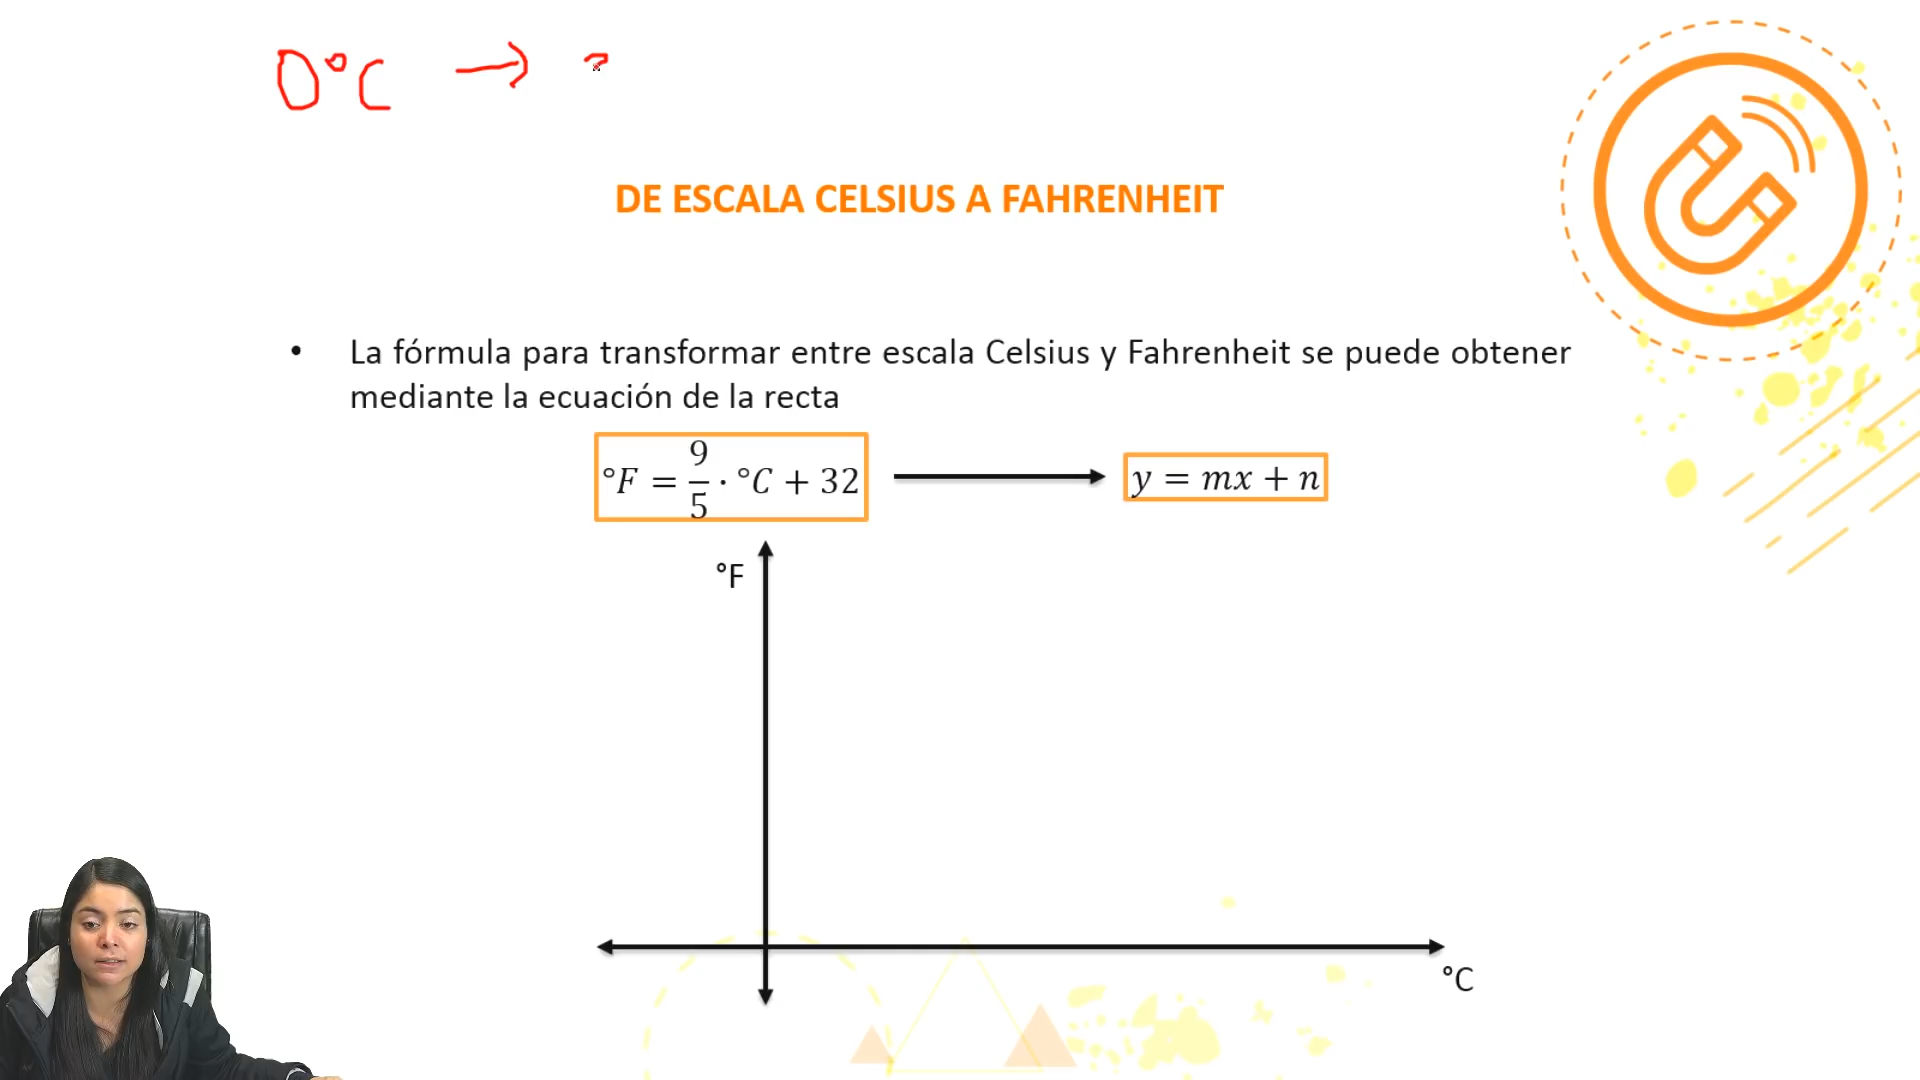 0°C →
DE ESCALA CELSIUS A FAHRENHEIT
• La fórmula para transformar entre escala Celsius y Fahrenheit se puede obtener
mediante la ecuación de la recta
°F = 9/5 · °C + 32 → y = mx + n
°F
°C